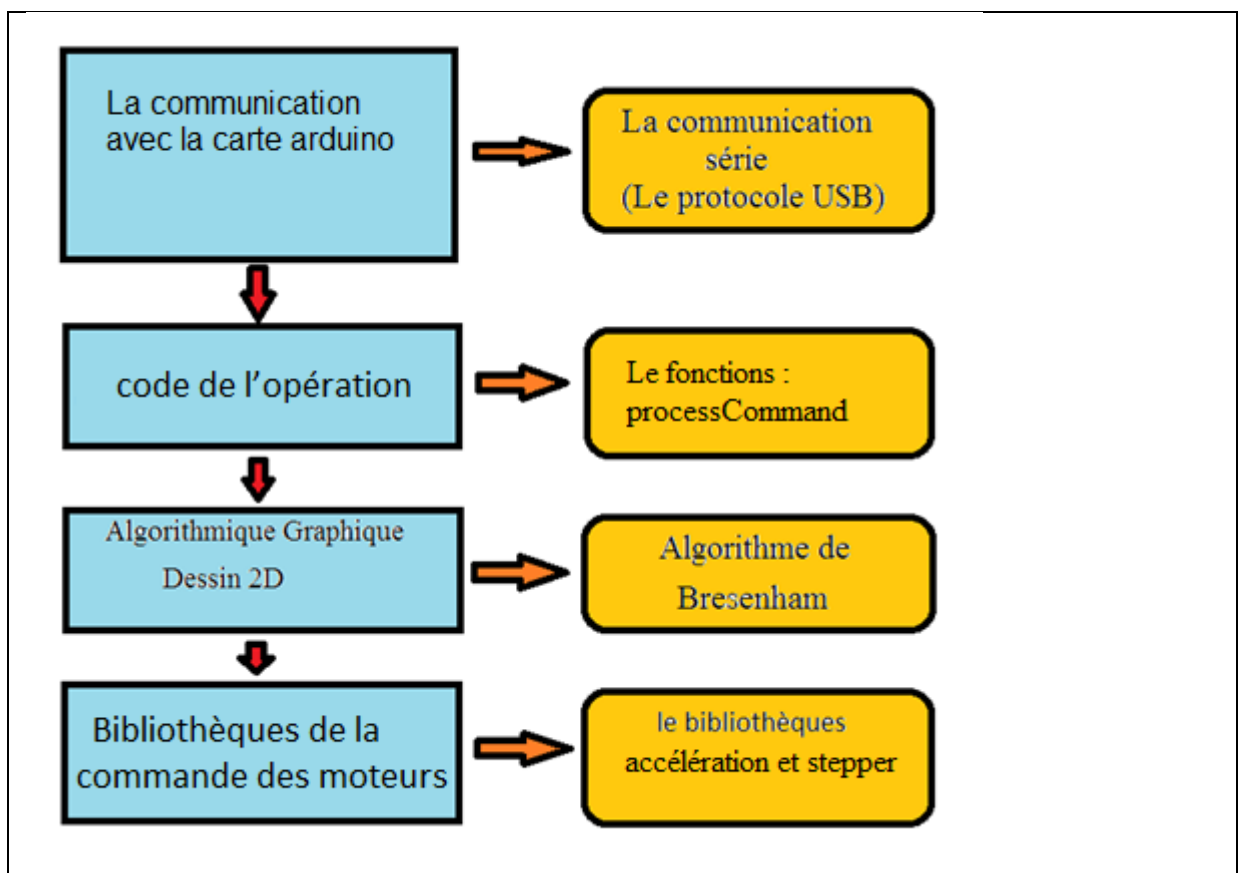 La communication
avec la carte arduino
La communication
série
(Le protocole USB)
code de l'opération
Le fonctions :
processCommand
Algorithmique Graphique
Dessin 2D
Algorithme de
Bresenham
Bibliothèques de la
commande des moteurs
le bibliothèques
accélération et stepper